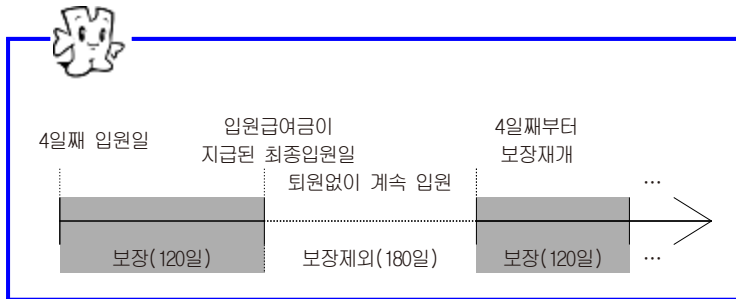 4일째 입원일
입원급여금이
지급된 최종입원일
4일째부터
보장재개
퇴원없이 계속 입원
…
보장(120일)
보장제외(180일)
보장(120일)
…